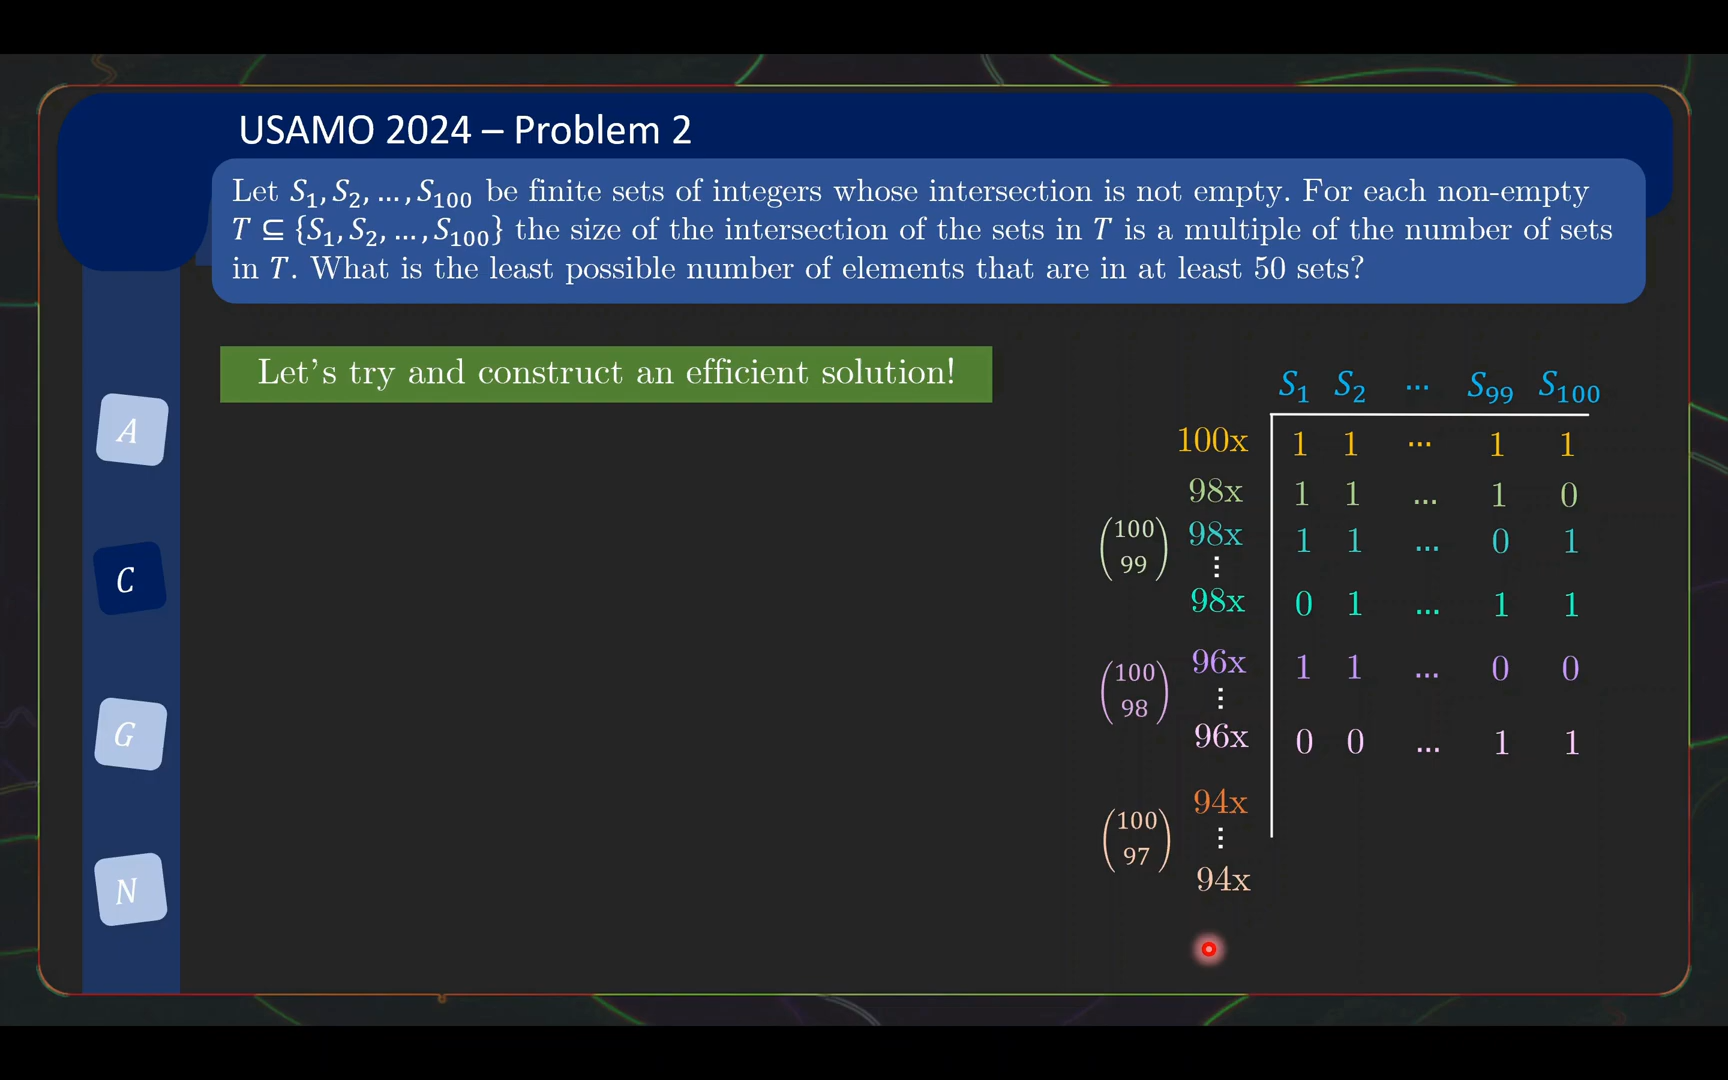 USAMO 2024 – Problem 2
Let S₁, S₂, ..., S₁₀₀ be finite sets of integers whose intersection is not empty. For each non-empty
T ⊆ {S₁, S₂, ..., S₁₀₀} the size of the intersection of the sets in T is a multiple of the number of sets
in T. What is the least possible number of elements that are in at least 50 sets?
Let's try and construct an efficient solution!
A
C
G
N
S₁ S₂ ... S₉₉ S₁₀₀
100x 1 1 ... 1 1
98x 1 1 ... 1 0
(100
99)
98x 1 1 ... 0 1
⋮
98x 0 1 ... 1 1
(100
98)
96x 1 1 ... 0 0
⋮
96x 0 0 ... 1 1
(100
97)
94x
⋮
94x